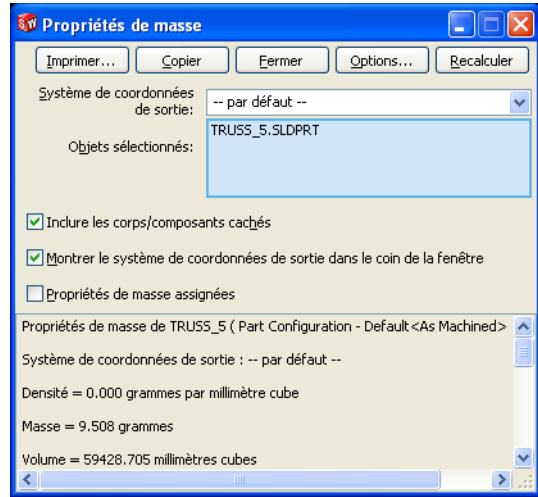 Propriétés de masse
Imprimer... Copier Fermer Options... Recalculer
Système de coordonnées de sortie: -- par défaut --
Objets sélectionnés: TRUSS_5.SLDPRT
Inclure les corps/composants cachés
Montrer le système de coordonnées de sortie dans le coin de la fenêtre
Propriétés de masse assignées
Propriétés de masse de TRUSS_5 ( Part Configuration - Default<As Machined>
Système de coordonnées de sortie : -- par défaut --
Densité = 0.000 grammes par millimètre cube
Masse = 9.508 grammes
Volume = 59428.705 millimètres cubes